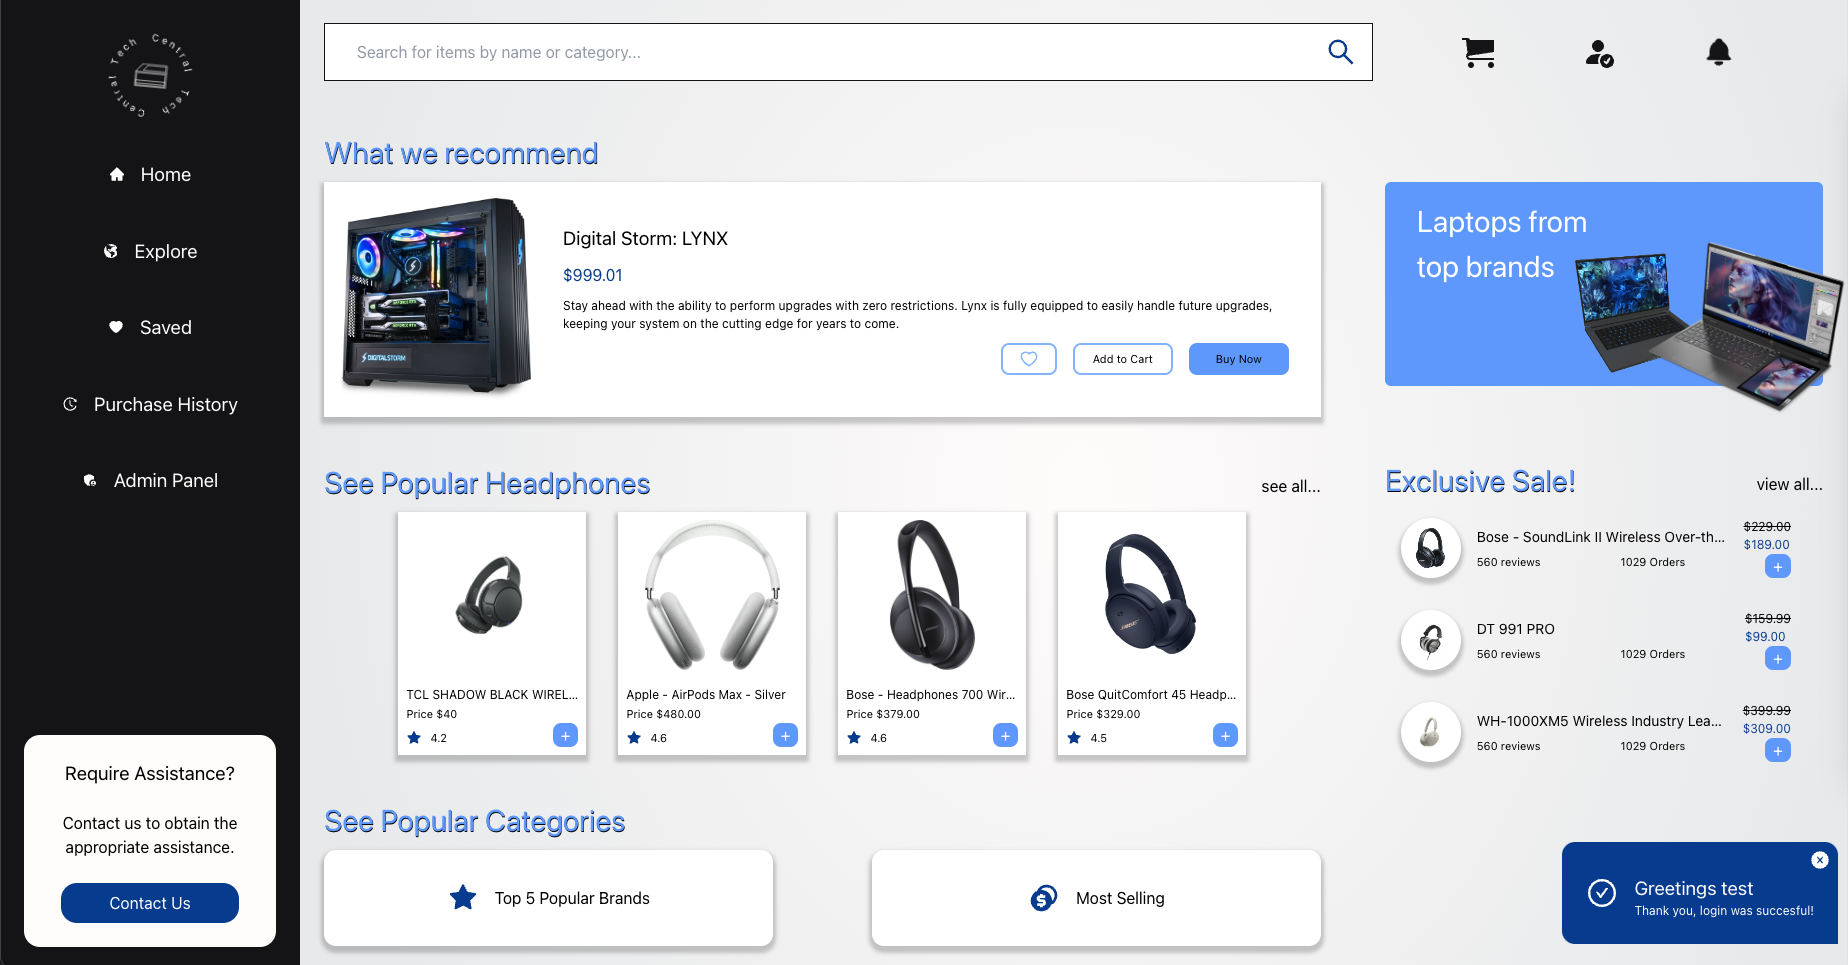 Tech Central Tech Central
Home
Explore
Saved
Purchase History
Admin Panel
Require Assistance?
Contact us to obtain the
appropriate assistance.
Contact Us
Search for items by name or category...
What we recommend
DIGITALSTORM
Digital Storm: LYNX
$999.01
Stay ahead with the ability to perform upgrades with zero restrictions. Lynx is fully equipped to easily handle future upgrades,
keeping your system on the cutting edge for years to come.
Add to Cart
Buy Now
Laptops from
top brands
See Popular Headphones
see all...
TCL SHADOW BLACK WIREL...
Price $40
4.2
+
Apple - AirPods Max - Silver
Price $480.00
4.6
+
Bose - Headphones 700 Wir...
Price $379.00
4.6
+
Bose QuitComfort 45 Headp...
Price $329.00
4.5
+
Exclusive Sale!
view all...
Bose - SoundLink II Wireless Over-th...
$229.00
$189.00
560 reviews
1029 Orders
+
DT 991 PRO
$159.99
$99.00
560 reviews
1029 Orders
+
WH-1000XM5 Wireless Industry Lea...
$399.99
$309.00
560 reviews
1029 Orders
+
See Popular Categories
Top 5 Popular Brands
Most Selling
Greetings test
Thank you, login was succesful!